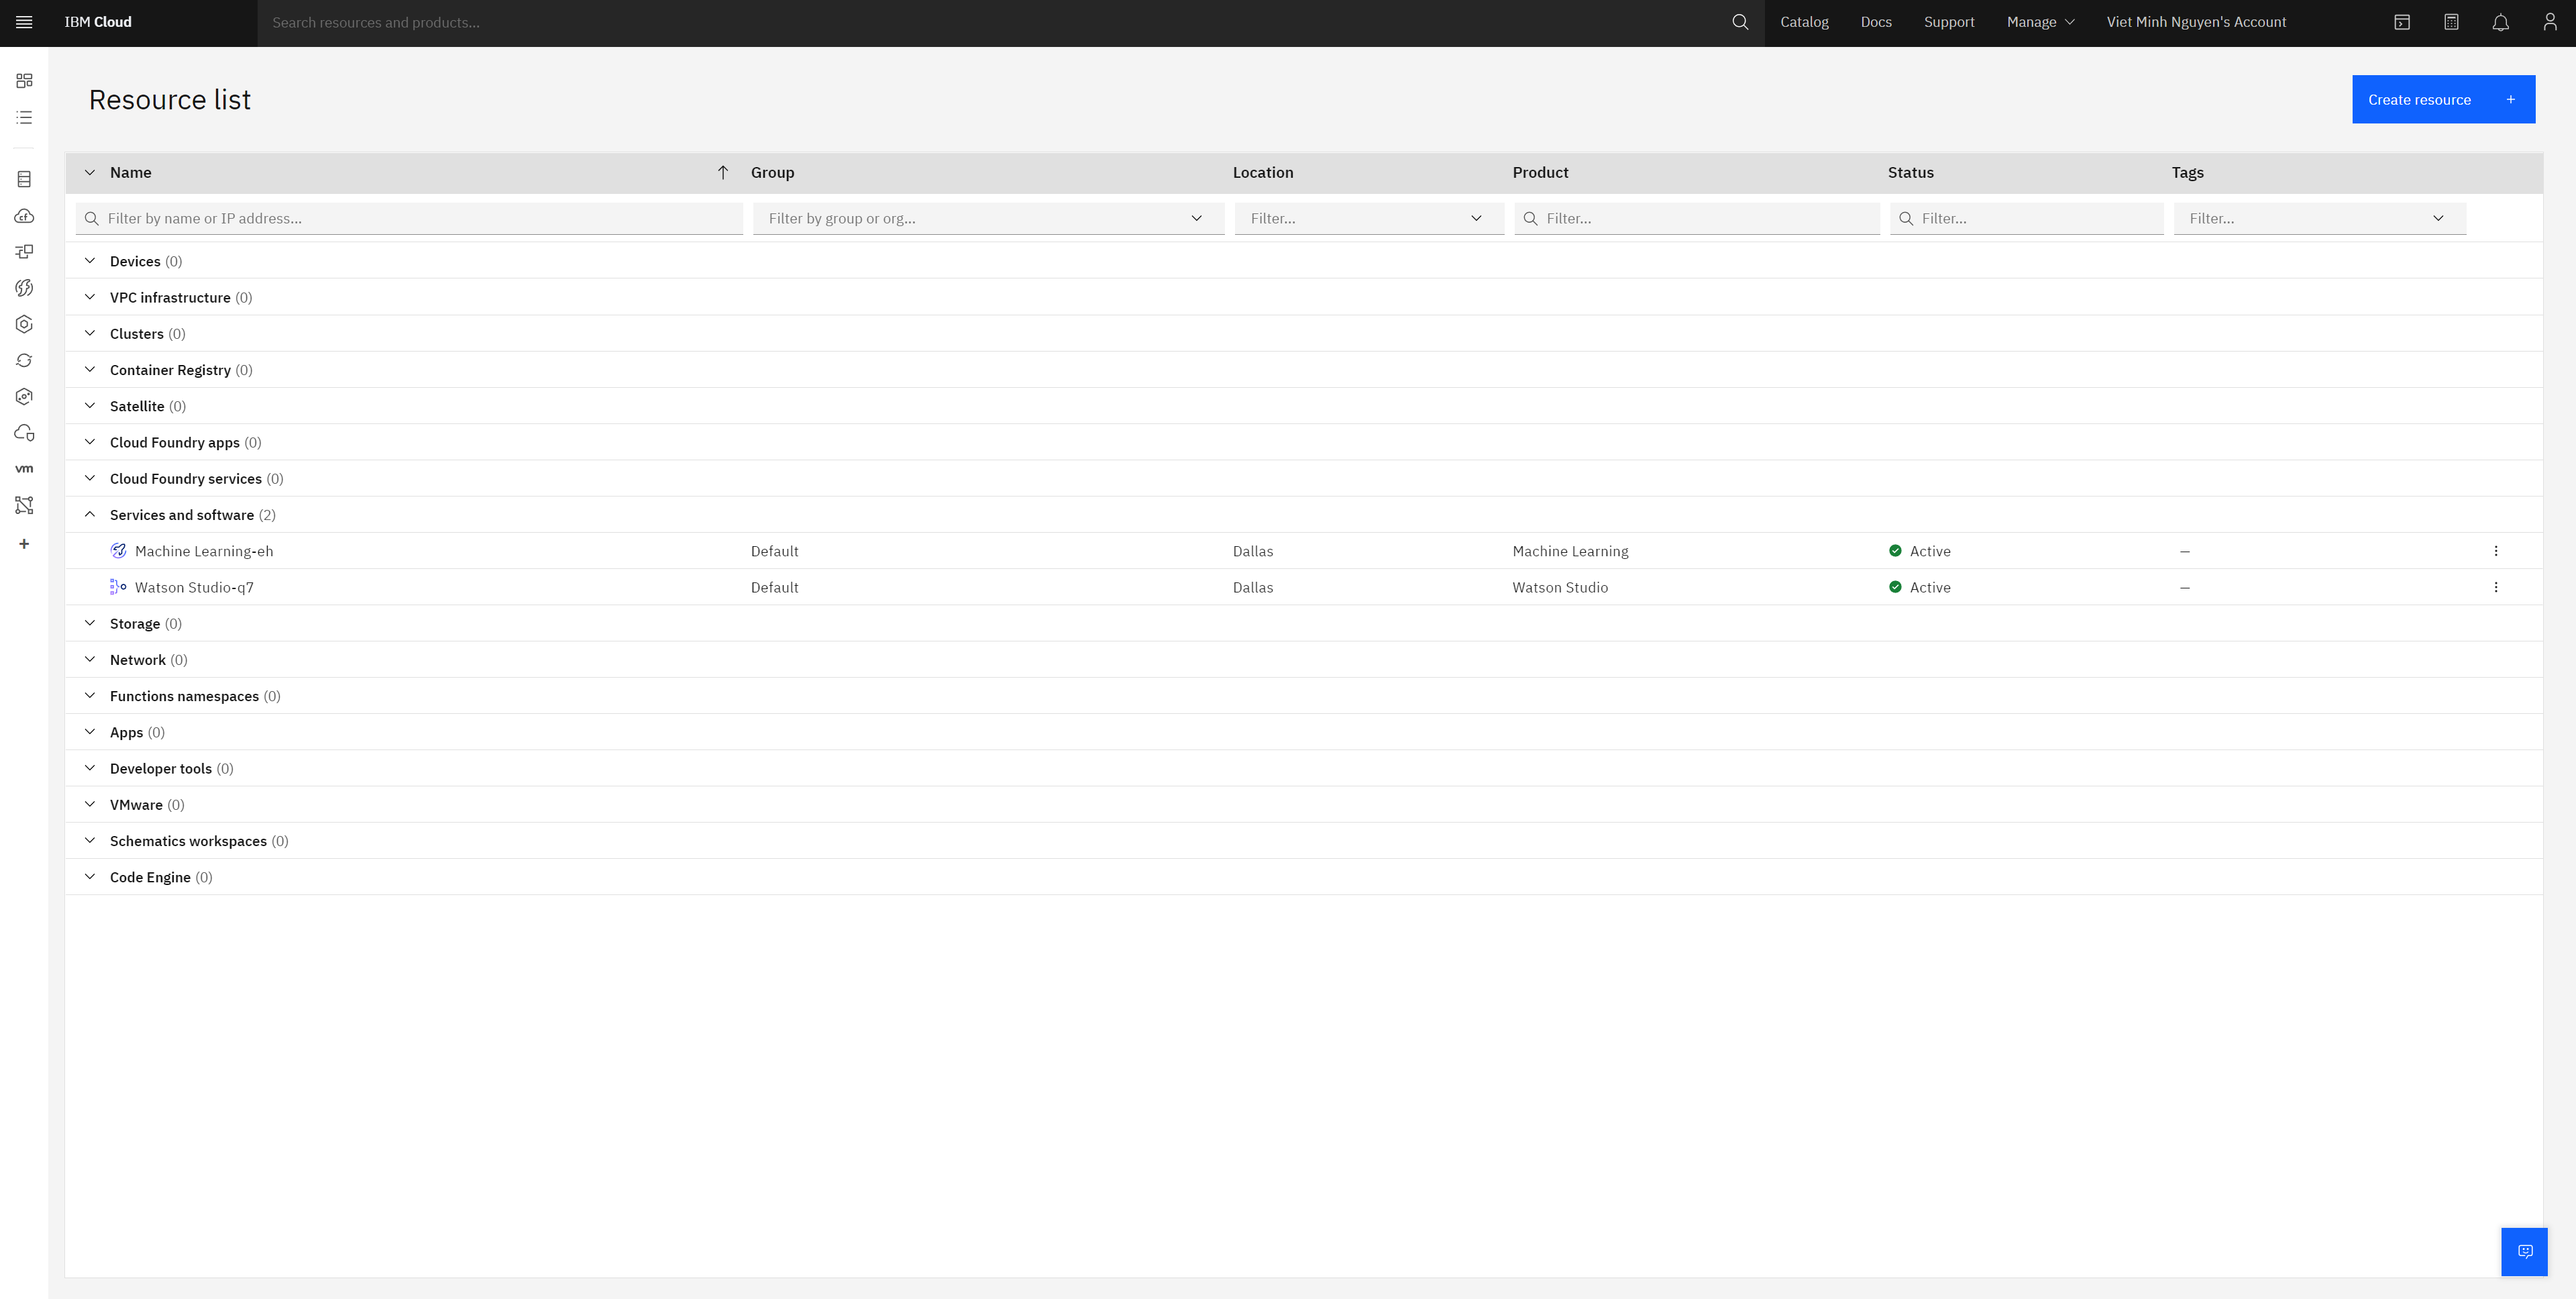 IBM Cloud
Search resources and products...
Catalog
Docs
Support
Manage
Viet Minh Nguyen's Account
Resource list
Create resource +
Name
Group
Location
Product
Status
Tags
Filter by name or IP address...
Filter by group or org...
Filter...
Filter...
Filter...
Filter...
Devices (0)
VPC infrastructure (0)
Clusters (0)
Container Registry (0)
Satellite (0)
Cloud Foundry apps (0)
Cloud Foundry services (0)
Services and software (2)
Machine Learning-eh Default Dallas Machine Learning Active —
Watson Studio-q7 Default Dallas Watson Studio Active —
Storage (0)
Network (0)
Functions namespaces (0)
Apps (0)
Developer tools (0)
VMware (0)
Schematics workspaces (0)
Code Engine (0)
cf
vm